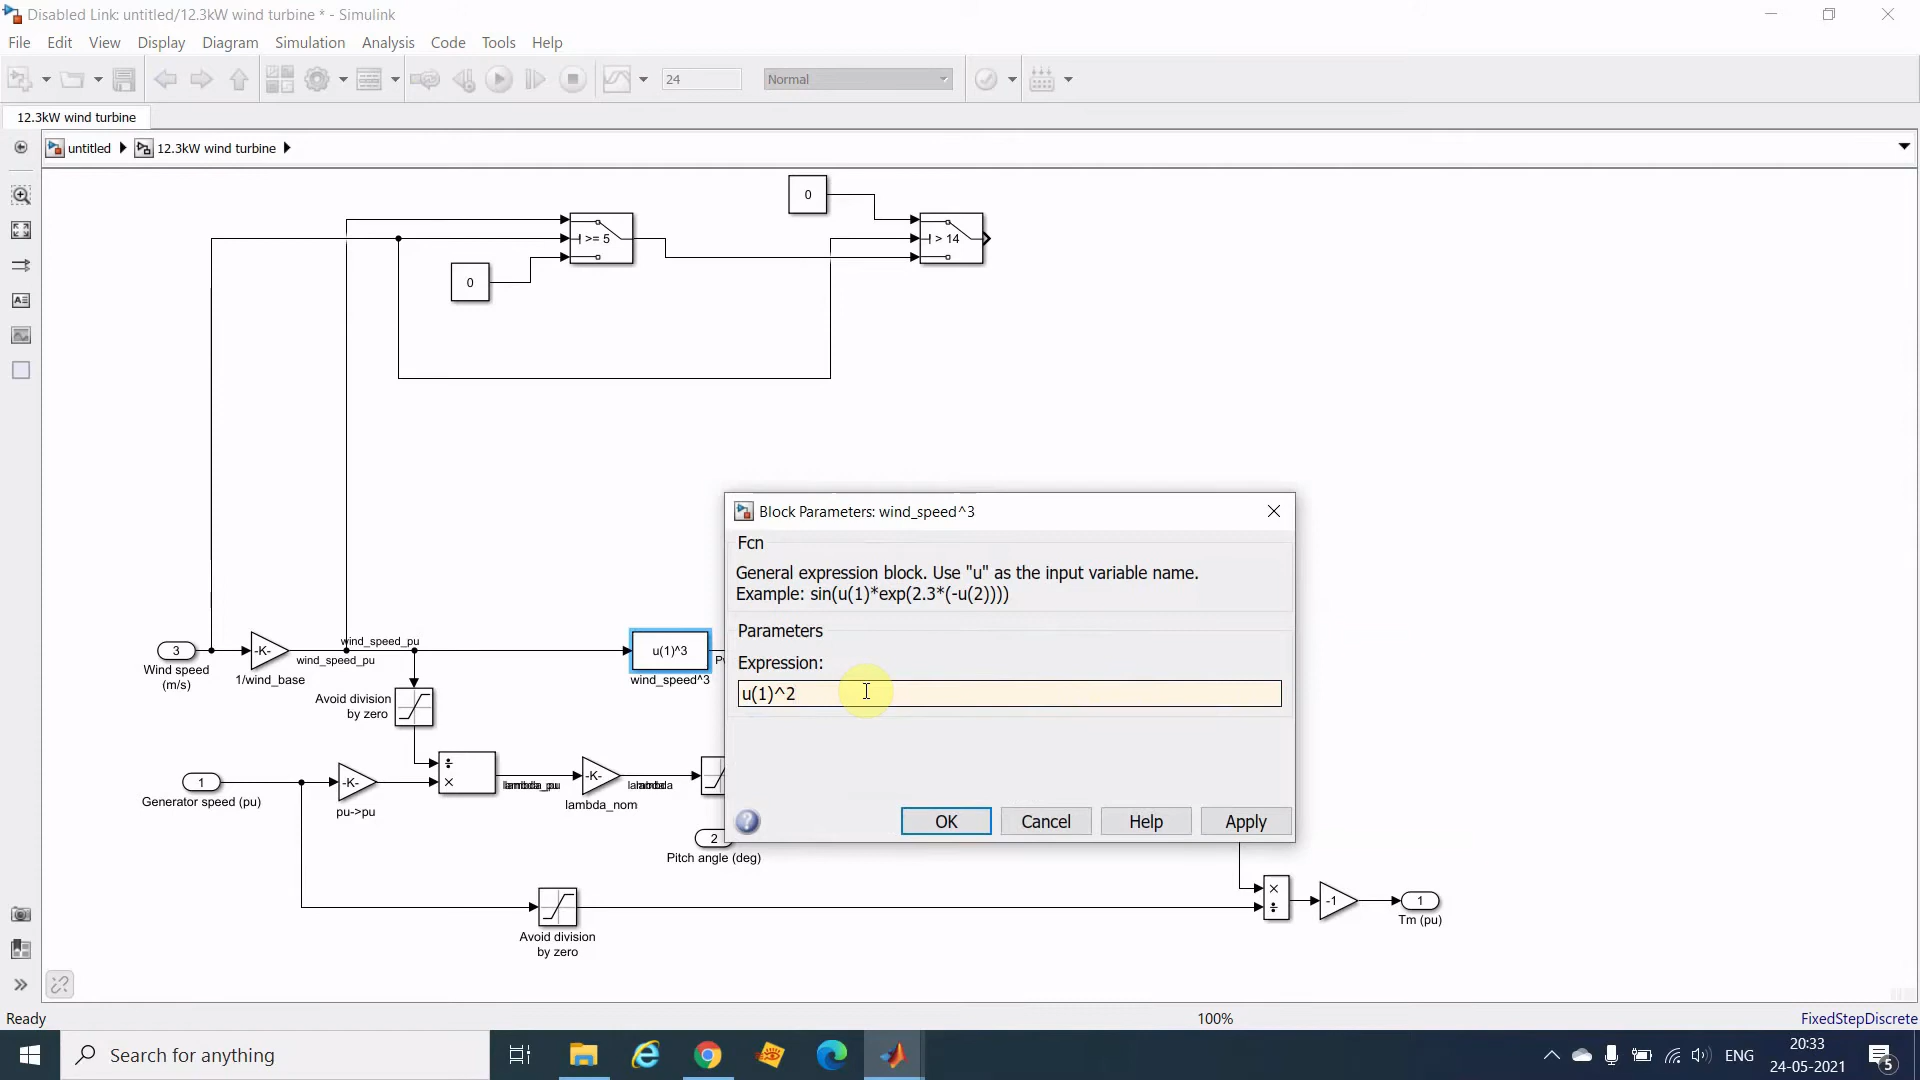 Disabled Link: untitled/12.3kW wind turbine * - Simulink
File Edit View Display Diagram Simulation Analysis Code Tools Help
24 Normal
12.3kW wind turbine
untitled 12.3kW wind turbine
0
>= 5
> 14
0
Block Parameters: wind_speed^3
Fcn
General expression block. Use "u" as the input variable name.
Example: sin(u(1)*exp(2.3*(-u(2))))
Parameters
Expression:
u(1)^2
OK Cancel Help Apply
3
Wind speed
(m/s)
-K-
1/wind_base
wind_speed_pu
wind_speed_pu
u(1)^3
wind_speed^3
Avoid division
by zero
÷
×
lambda_pu
-K-
lambda_nom
lambda
1
Generator speed (pu)
-K-
pu->pu
2
Pitch angle (deg)
Avoid division
by zero
×
÷
-1
1
Tm (pu)
Ready 100% FixedStepDiscrete
Search for anything
ENG
20:33
24-05-2021
5